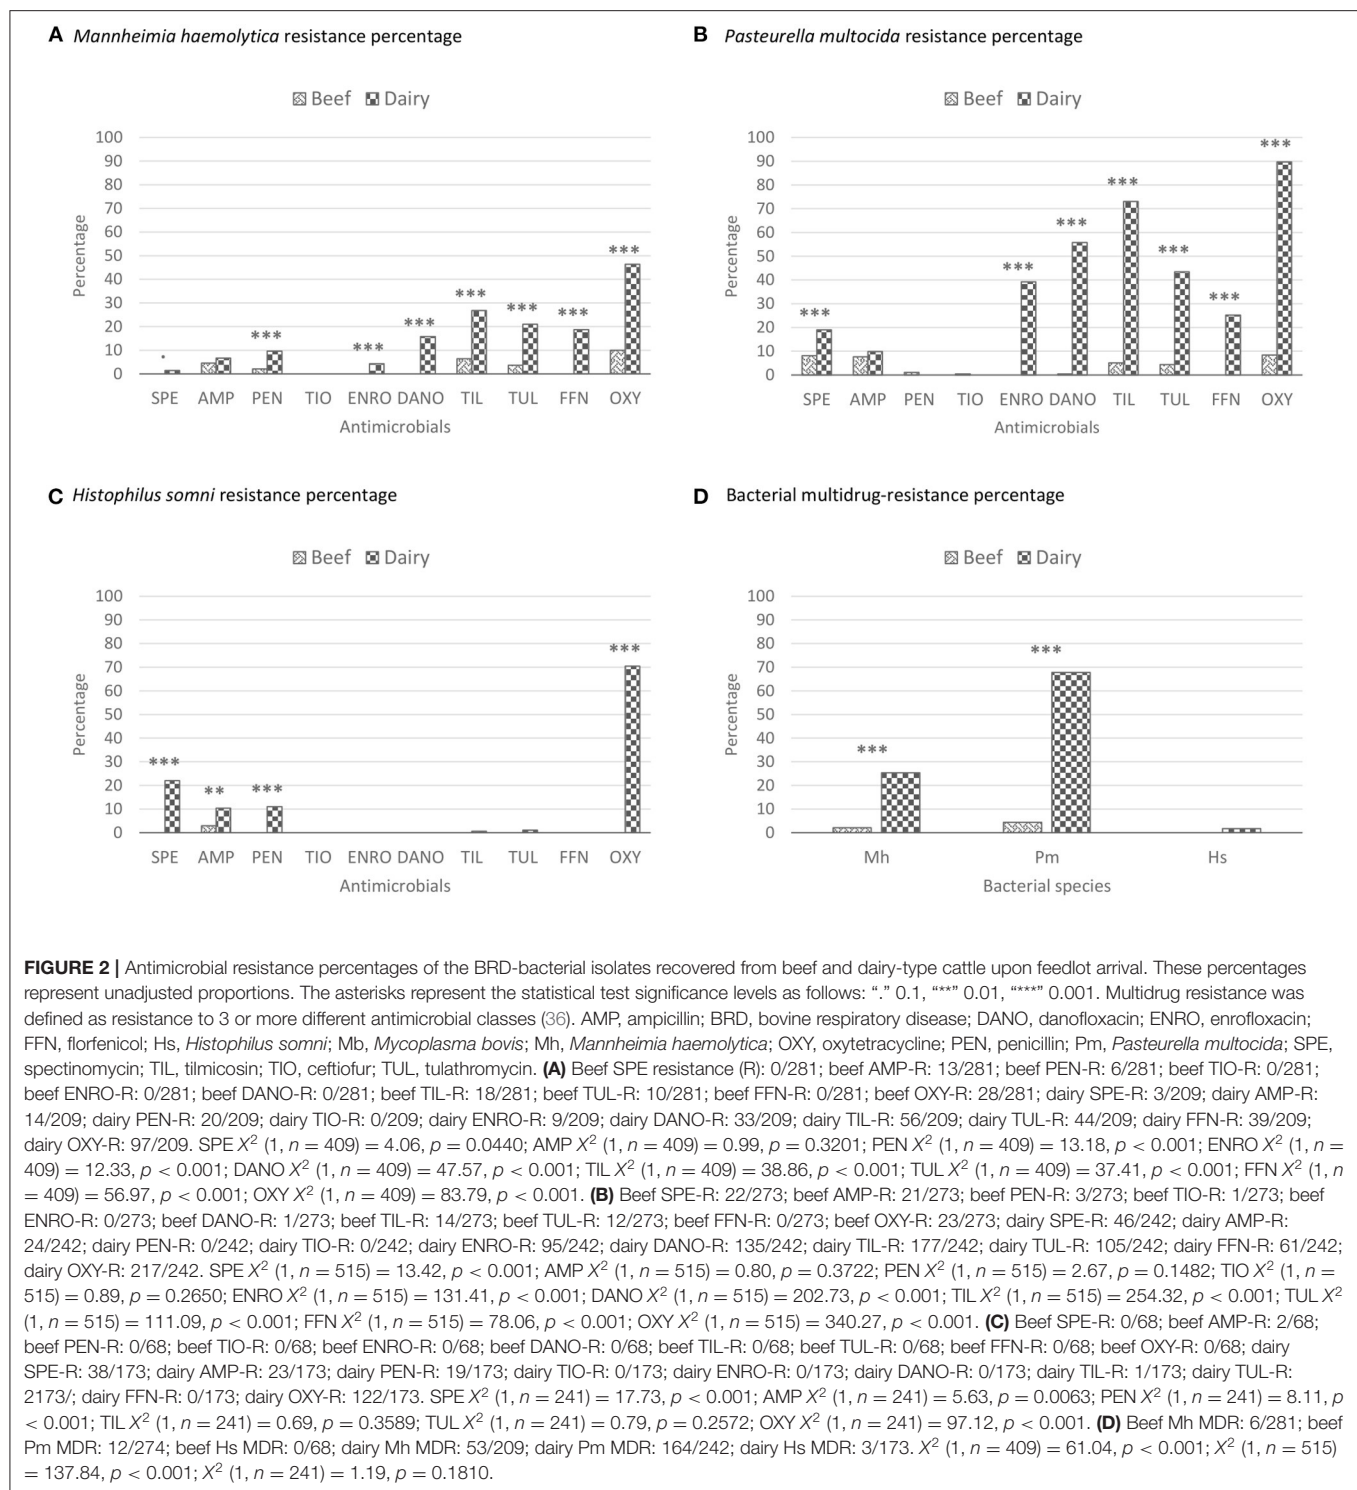 A Mannheimia haemolytica resistance percentage
Beef Dairy
100
90
80
70
60
50
40
30
20
10
0
Percentage
. *** *** *** *** *** *** ***
SPE AMP PEN TIO ENRO DANO TIL TUL FFN OXY
Antimicrobials
B Pasteurella multocida resistance percentage
Beef Dairy
100
90
80
70
60
50
40
30
20
10
0
Percentage
*** *** *** *** *** *** ***
SPE AMP PEN TIO ENRO DANO TIL TUL FFN OXY
Antimicrobials
C Histophilus somni resistance percentage
Beef Dairy
100
90
80
70
60
50
40
30
20
10
0
Percentage
*** ** *** ***
SPE AMP PEN TIO ENRO DANO TIL TUL FFN OXY
Antimicrobials
D Bacterial multidrug-resistance percentage
Beef Dairy
100
90
80
70
60
50
40
30
20
10
0
Percentage
*** ***
Mh Pm Hs
Bacterial species
FIGURE 2 | Antimicrobial resistance percentages of the BRD-bacterial isolates recovered from beef and dairy-type cattle upon feedlot arrival. These percentages
represent unadjusted proportions. The asterisks represent the statistical test significance levels as follows: “.” 0.1, “**” 0.01, “***” 0.001. Multidrug resistance was
defined as resistance to 3 or more different antimicrobial classes (36). AMP, ampicillin; BRD, bovine respiratory disease; DANO, danofloxacin; ENRO, enrofloxacin;
FFN, florfenicol; Hs, Histophilus somni; Mb, Mycoplasma bovis; Mh, Mannheimia haemolytica; OXY, oxytetracycline; PEN, penicillin; Pm, Pasteurella multocida; SPE,
spectinomycin; TIL, tilmicosin; TIO, ceftiofur; TUL, tulathromycin. (A) Beef SPE resistance (R): 0/281; beef AMP-R: 13/281; beef PEN-R: 6/281; beef TIO-R: 0/281;
beef ENRO-R: 0/281; beef DANO-R: 0/281; beef TIL-R: 18/281; beef TUL-R: 10/281; beef FFN-R: 0/281; beef OXY-R: 28/281; dairy SPE-R: 3/209; dairy AMP-R:
14/209; dairy PEN-R: 20/209; dairy TIO-R: 0/209; dairy ENRO-R: 9/209; dairy DANO-R: 33/209; dairy TIL-R: 56/209; dairy TUL-R: 44/209; dairy FFN-R: 39/209;
dairy OXY-R: 97/209. SPE X² (1, n = 409) = 4.06, p = 0.0440; AMP X² (1, n = 409) = 0.99, p = 0.3201; PEN X² (1, n = 409) = 13.18, p < 0.001; ENRO X² (1, n =
409) = 12.33, p < 0.001; DANO X² (1, n = 409) = 47.57, p < 0.001; TIL X² (1, n = 409) = 38.86, p < 0.001; TUL X² (1, n = 409) = 37.41, p < 0.001; FFN X² (1, n
= 409) = 56.97, p < 0.001; OXY X² (1, n = 409) = 83.79, p < 0.001. (B) Beef SPE-R: 22/273; beef AMP-R: 21/273; beef PEN-R: 3/273; beef TIO-R: 1/273; beef
ENRO-R: 0/273; beef DANO-R: 1/273; beef TIL-R: 14/273; beef TUL-R: 12/273; beef FFN-R: 0/273; beef OXY-R: 23/273; dairy SPE-R: 46/242; dairy AMP-R:
24/242; dairy PEN-R: 0/242; dairy TIO-R: 0/242; dairy ENRO-R: 95/242; dairy DANO-R: 135/242; dairy TIL-R: 177/242; dairy TUL-R: 105/242; dairy FFN-R: 61/242;
dairy OXY-R: 217/242. SPE X² (1, n = 515) = 13.42, p < 0.001; AMP X² (1, n = 515) = 0.80, p = 0.3722; PEN X² (1, n = 515) = 2.67, p = 0.1482; TIO X² (1, n =
515) = 0.89, p = 0.2650; ENRO X² (1, n = 515) = 131.41, p < 0.001; DANO X² (1, n = 515) = 202.73, p < 0.001; TIL X² (1, n = 515) = 254.32, p < 0.001; TUL X²
(1, n = 515) = 111.09, p < 0.001; FFN X² (1, n = 515) = 78.06, p < 0.001; OXY X² (1, n = 515) = 340.27, p < 0.001. (C) Beef SPE-R: 0/68; beef AMP-R: 2/68;
beef PEN-R: 0/68; beef TIO-R: 0/68; beef ENRO-R: 0/68; beef DANO-R: 0/68; beef TIL-R: 0/68; beef TUL-R: 0/68; beef FFN-R: 0/68; beef OXY-R: 0/68; dairy
SPE-R: 38/173; dairy AMP-R: 23/173; dairy PEN-R: 19/173; dairy TIO-R: 0/173; dairy ENRO-R: 0/173; dairy DANO-R: 0/173; dairy TIL-R: 1/173; dairy TUL-R:
2173/; dairy FFN-R: 0/173; dairy OXY-R: 122/173. SPE X² (1, n = 241) = 17.73, p < 0.001; AMP X² (1, n = 241) = 5.63, p = 0.0063; PEN X² (1, n = 241) = 8.11, p
< 0.001; TIL X² (1, n = 241) = 0.69, p = 0.3589; TUL X² (1, n = 241) = 0.79, p = 0.2572; OXY X² (1, n = 241) = 97.12, p < 0.001. (D) Beef Mh MDR: 6/281; beef
Pm MDR: 12/274; beef Hs MDR: 0/68; dairy Mh MDR: 53/209; dairy Pm MDR: 164/242; dairy Hs MDR: 3/173. X² (1, n = 409) = 61.04, p < 0.001; X² (1, n = 515)
= 137.84, p < 0.001; X² (1, n = 241) = 1.19, p = 0.1810.